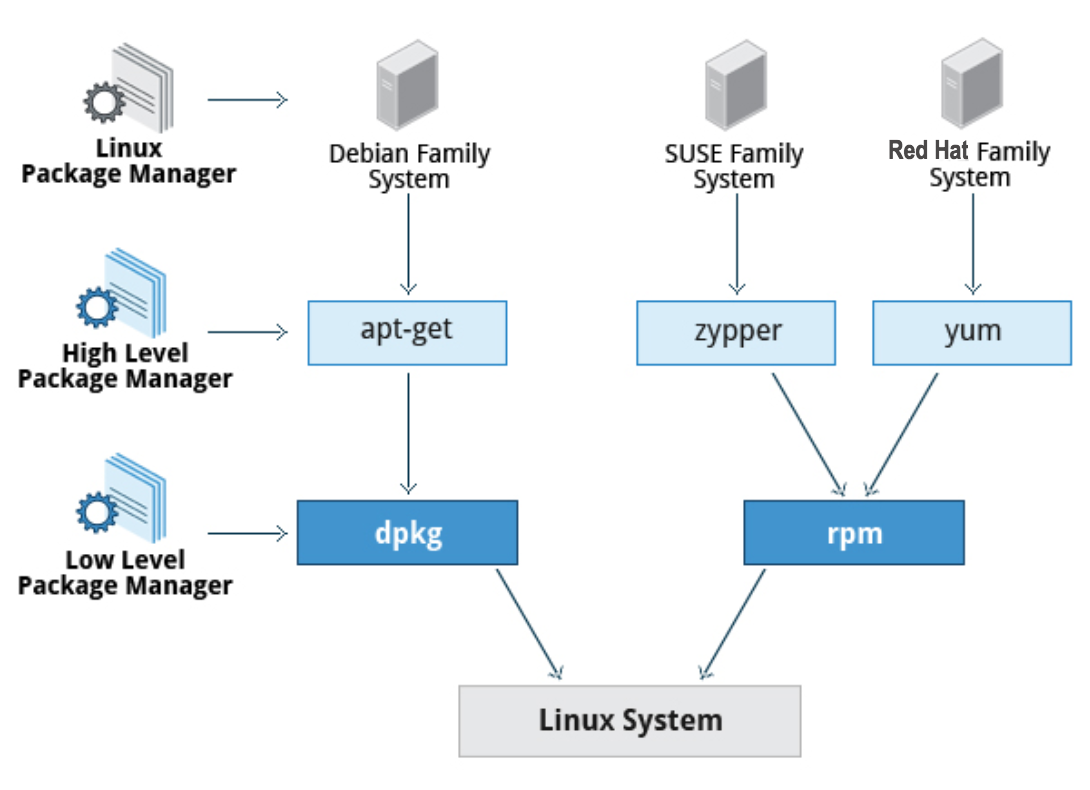 Linux
Package Manager
Debian Family
System
SUSE Family
System
Red Hat Family
System
High Level
Package Manager
apt-get
zypper
yum
Low Level
Package Manager
dpkg
rpm
Linux System